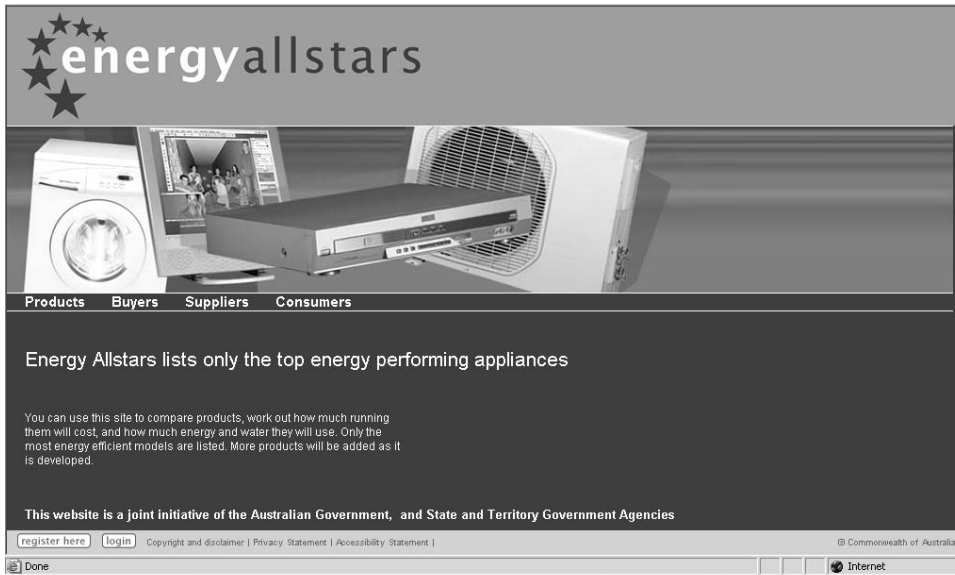 energyallstars
Products Buyers Suppliers Consumers
Energy Allstars lists only the top energy performing appliances
You can use this site to compare products, work out how much running
them will cost, and how much energy and water they will use. Only the
most energy efficient models are listed. More products will be added as it
is developed.
This website is a joint initiative of the Australian Government,  and State and Territory Government Agencies
register here login Copyright and disclaimer | Privacy Statement | Accessibility Statement | © Commonwealth of Australia
Done Internet